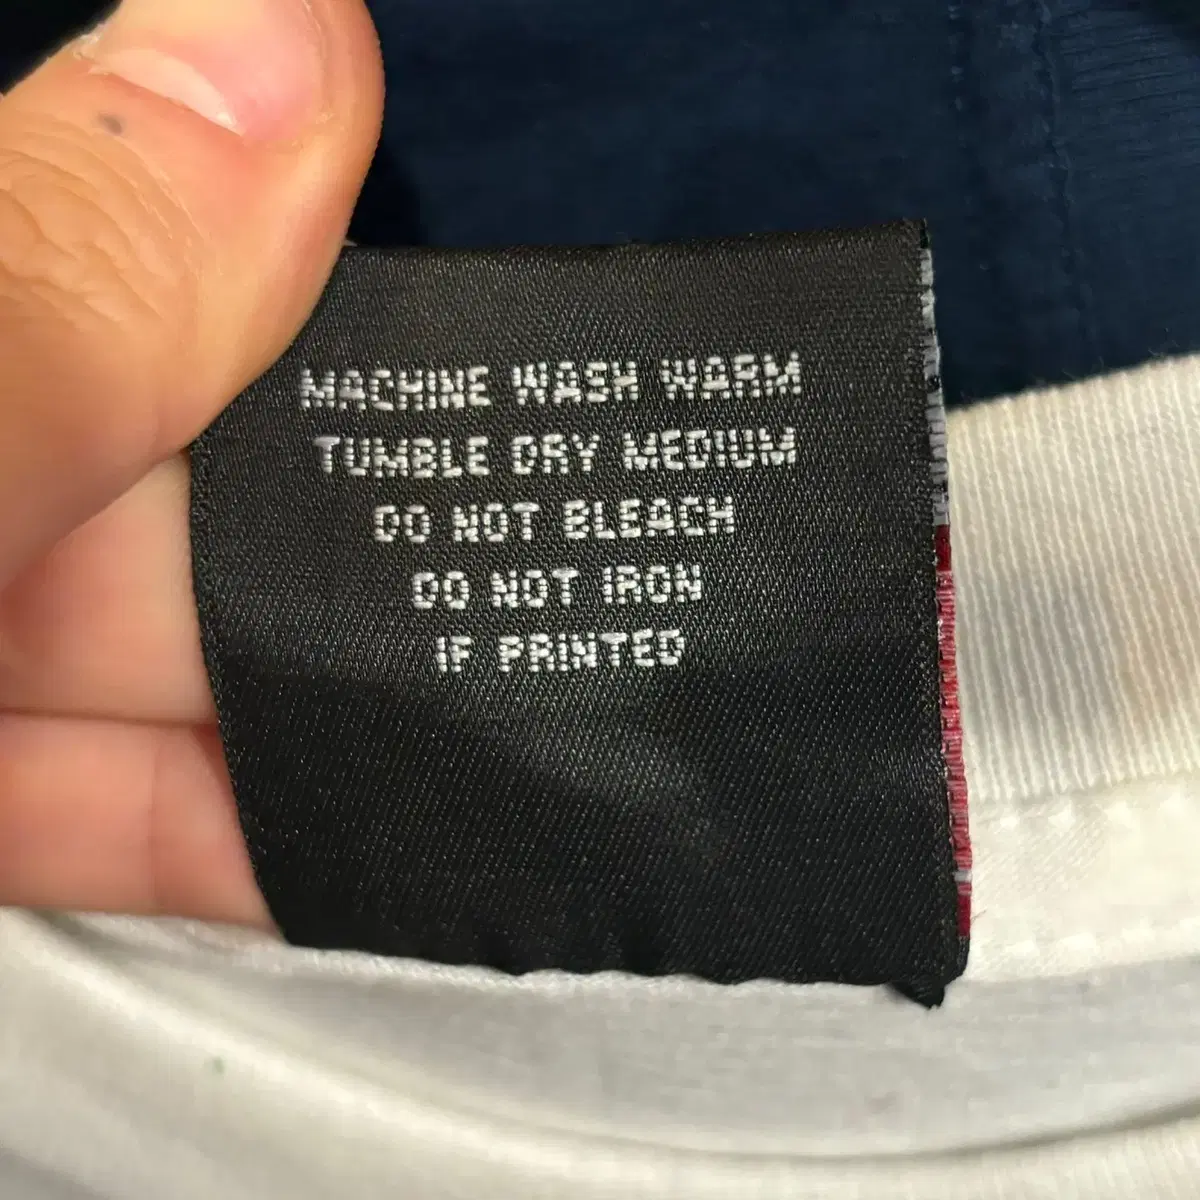 MACHINE WASH WARM
TUMBLE DRY MEDIUM
DO NOT BLEACH
DO NOT IRON
IF PRINTED